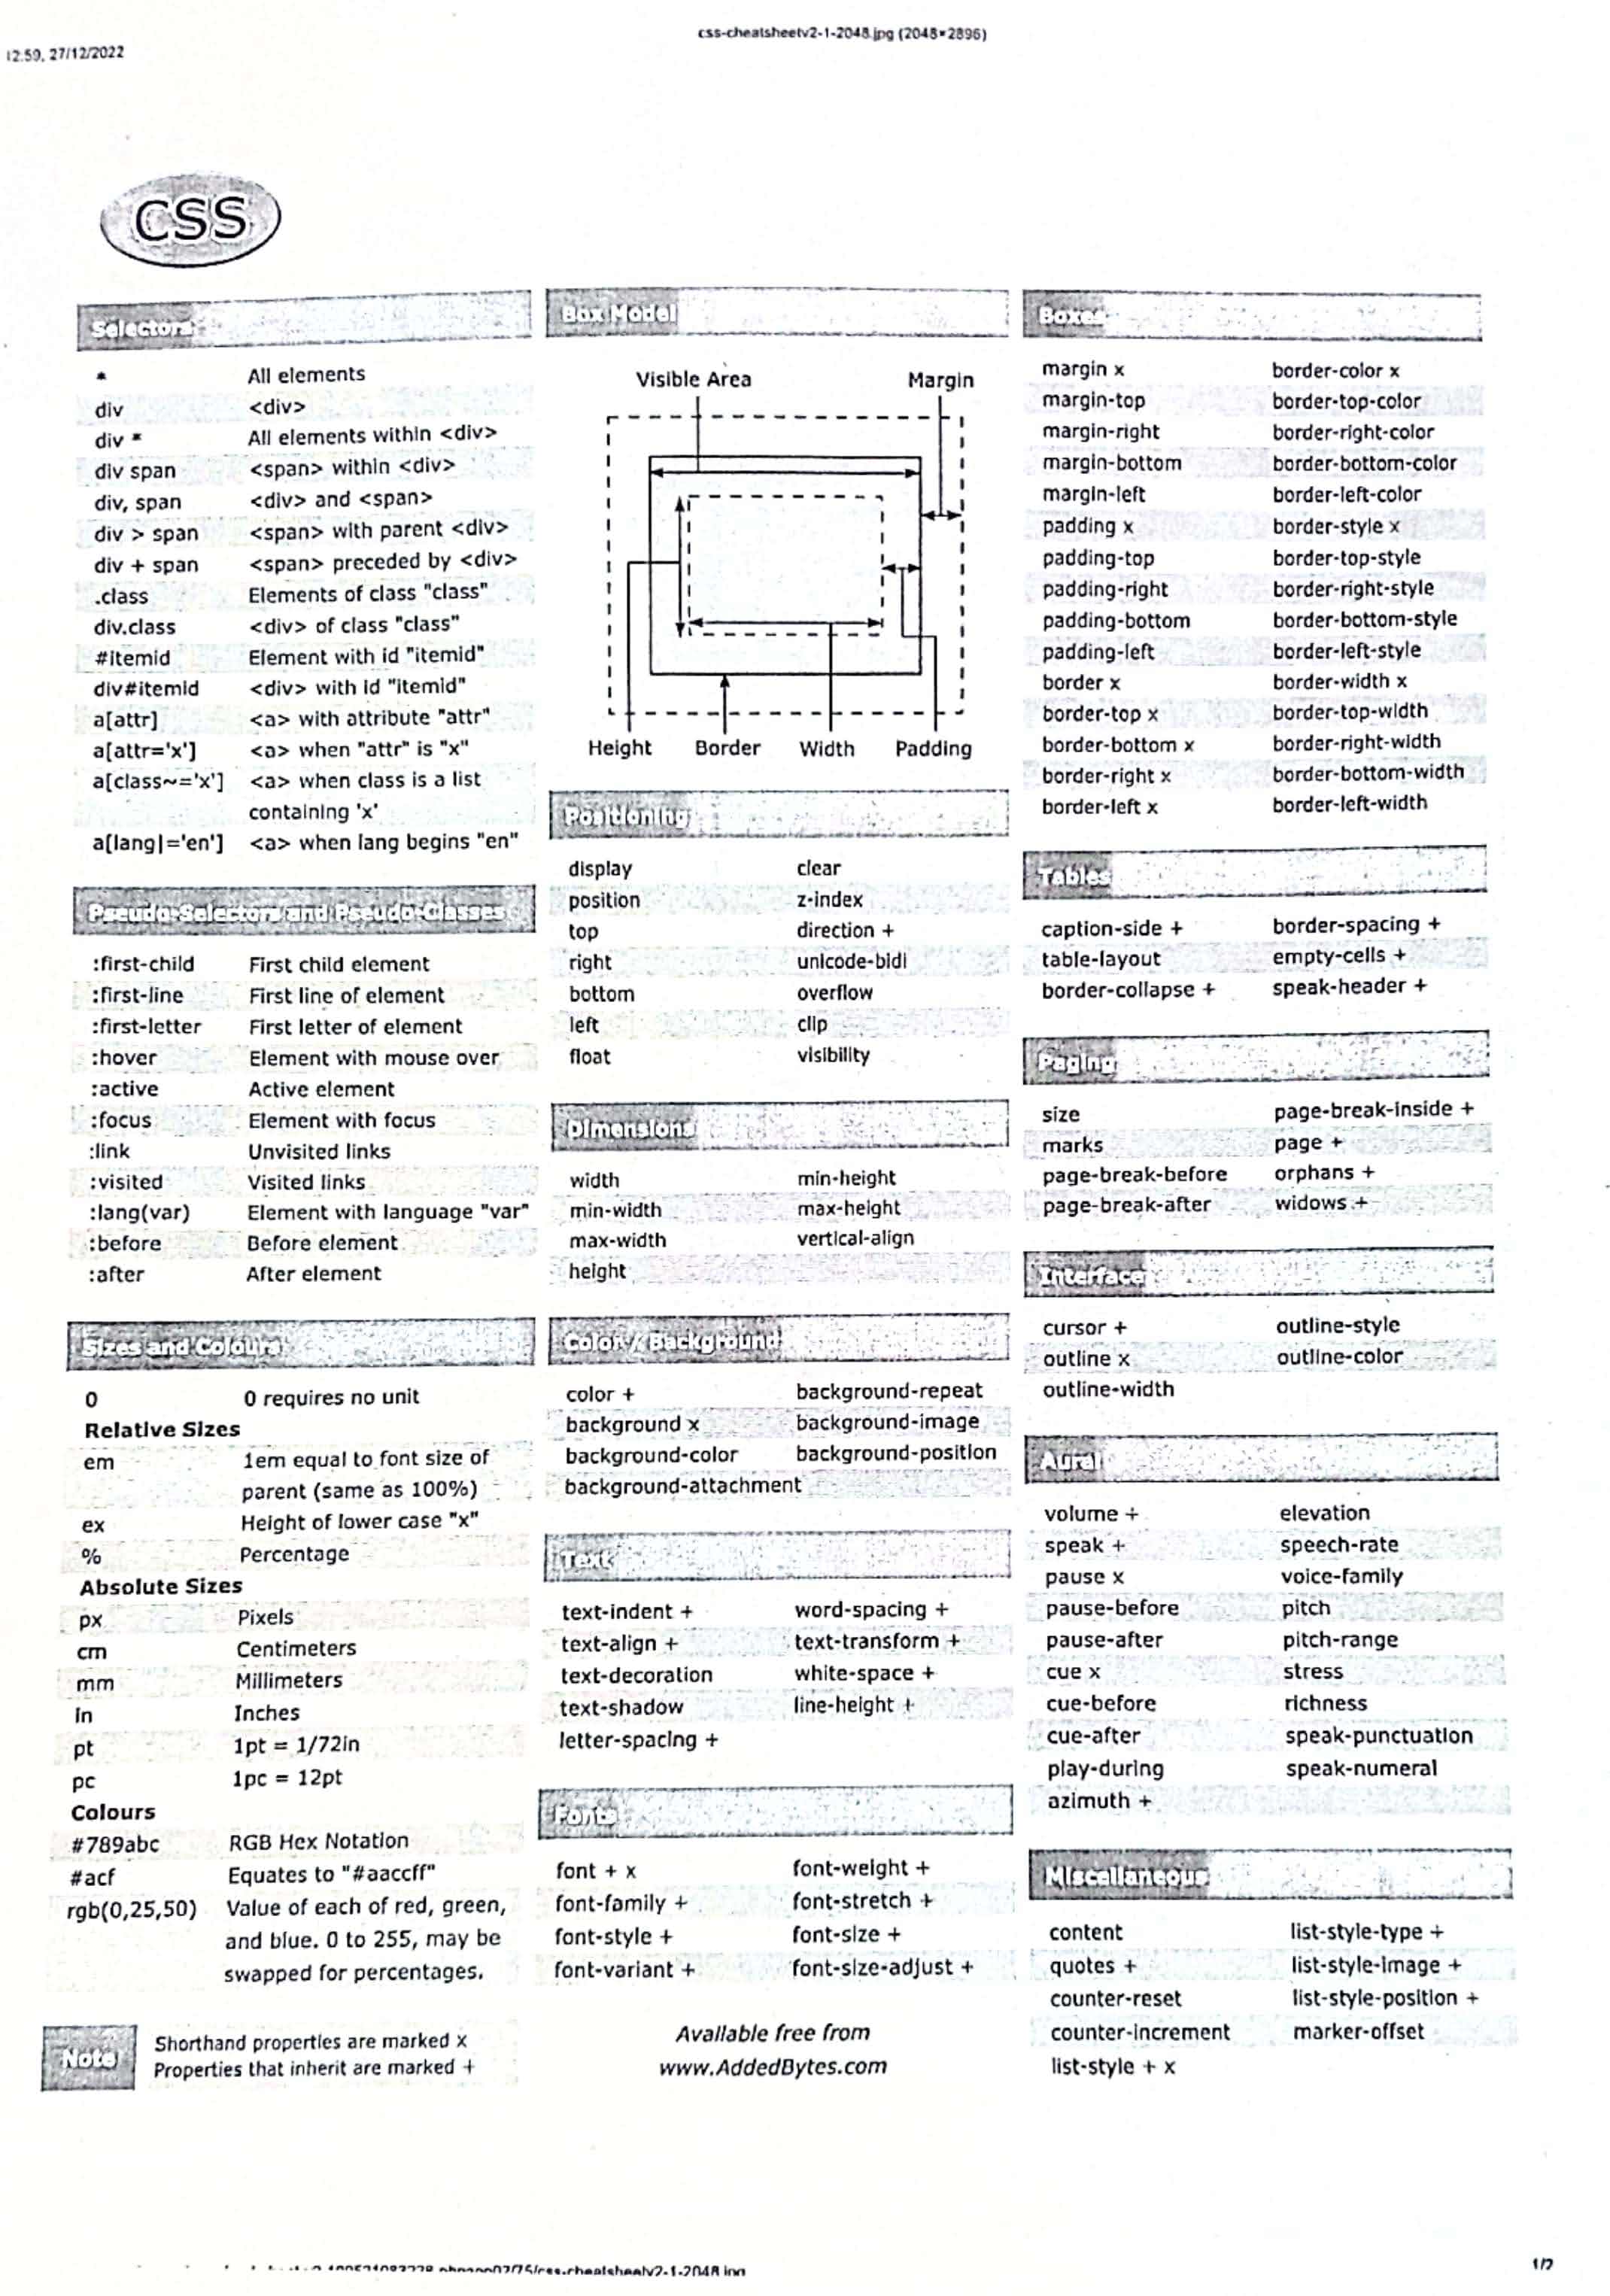 css-cheatsheetv2-1-2048.jpg (2048×2896)
12:59, 27/12/2022
CSS
Selectors
* All elements
div <div>
div * All elements within <div>
div span <span> within <div>
div, span <div> and <span>
div > span <span> with parent <div>
div + span <span> preceded by <div>
.class Elements of class "class"
div.class <div> of class "class"
#itemid Element with id "itemid"
div#itemid <div> with id "itemid"
a[attr] <a> with attribute "attr"
a[attr='x'] <a> when "attr" is "x"
a[class~='x'] <a> when class is a list
containing 'x'
a[lang|='en'] <a> when lang begins "en"
Pseudo-Selectors and Pseudo-Classes
:first-child First child element
:first-line First line of element
:first-letter First letter of element
:hover Element with mouse over
:active Active element
:focus Element with focus
:link Unvisited links
:visited Visited links
:lang(var) Element with language "var"
:before Before element
:after After element
Sizes and Colours
0 0 requires no unit
Relative Sizes
em 1em equal to font size of
parent (same as 100%)
ex Height of lower case "x"
% Percentage
Absolute Sizes
px Pixels
cm Centimeters
mm Millimeters
in Inches
pt 1pt = 1/72in
pc 1pc = 12pt
Colours
#789abc RGB Hex Notation
#acf Equates to "#aaccff"
rgb(0,25,50) Value of each of red, green,
and blue. 0 to 255, may be
swapped for percentages.
Note
Shorthand properties are marked x
Properties that inherit are marked +
Box Model
Visible Area Margin
Height Border Width Padding
Positioning
display clear
position z-index
top direction +
right unicode-bidi
bottom overflow
left clip
float visibility
Dimensions
width min-height
min-width max-height
max-width vertical-align
height
Color / Background
color + background-repeat
background x background-image
background-color background-position
background-attachment
Text
text-indent + word-spacing +
text-align + text-transform +
text-decoration white-space +
text-shadow line-height +
letter-spacing +
Fonts
font + x font-weight +
font-family + font-stretch +
font-style + font-size +
font-variant + font-size-adjust +
Available free from
www.AddedBytes.com
Boxes
margin x border-color x
margin-top border-top-color
margin-right border-right-color
margin-bottom border-bottom-color
margin-left border-left-color
padding x border-style x
padding-top border-top-style
padding-right border-right-style
padding-bottom border-bottom-style
padding-left border-left-style
border x border-width x
border-top x border-top-width
border-bottom x border-right-width
border-right x border-bottom-width
border-left x border-left-width
Tables
caption-side + border-spacing +
table-layout empty-cells +
border-collapse + speak-header +
Paging
size page-break-inside +
marks page +
page-break-before orphans +
page-break-after widows +
Interface
cursor + outline-style
outline x outline-color
outline-width
Aural
volume + elevation
speak + speech-rate
pause x voice-family
pause-before pitch
pause-after pitch-range
cue x stress
cue-before richness
cue-after speak-punctuation
play-during speak-numeral
azimuth +
Miscellaneous
content list-style-type +
quotes + list-style-image +
counter-reset list-style-position +
counter-increment marker-offset
list-style + x
1/2